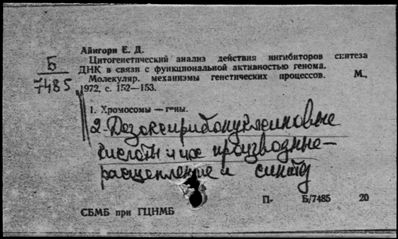 Айигори Е. Д.
Цитогенетический анализ действия ингибиторов синтеза
Б ДНК в связи с функциональной активностью генома.
7485 Молекуляр. механизмы генетических процессов. М.,
1972, с. 152—153.
1. Хромосомы — гены.
2. Дезоксирибонуклеиновые
кислоты и их производные—
расщепление и синтез
П- Б/7485 20
СБМБ при ГЦНМБ